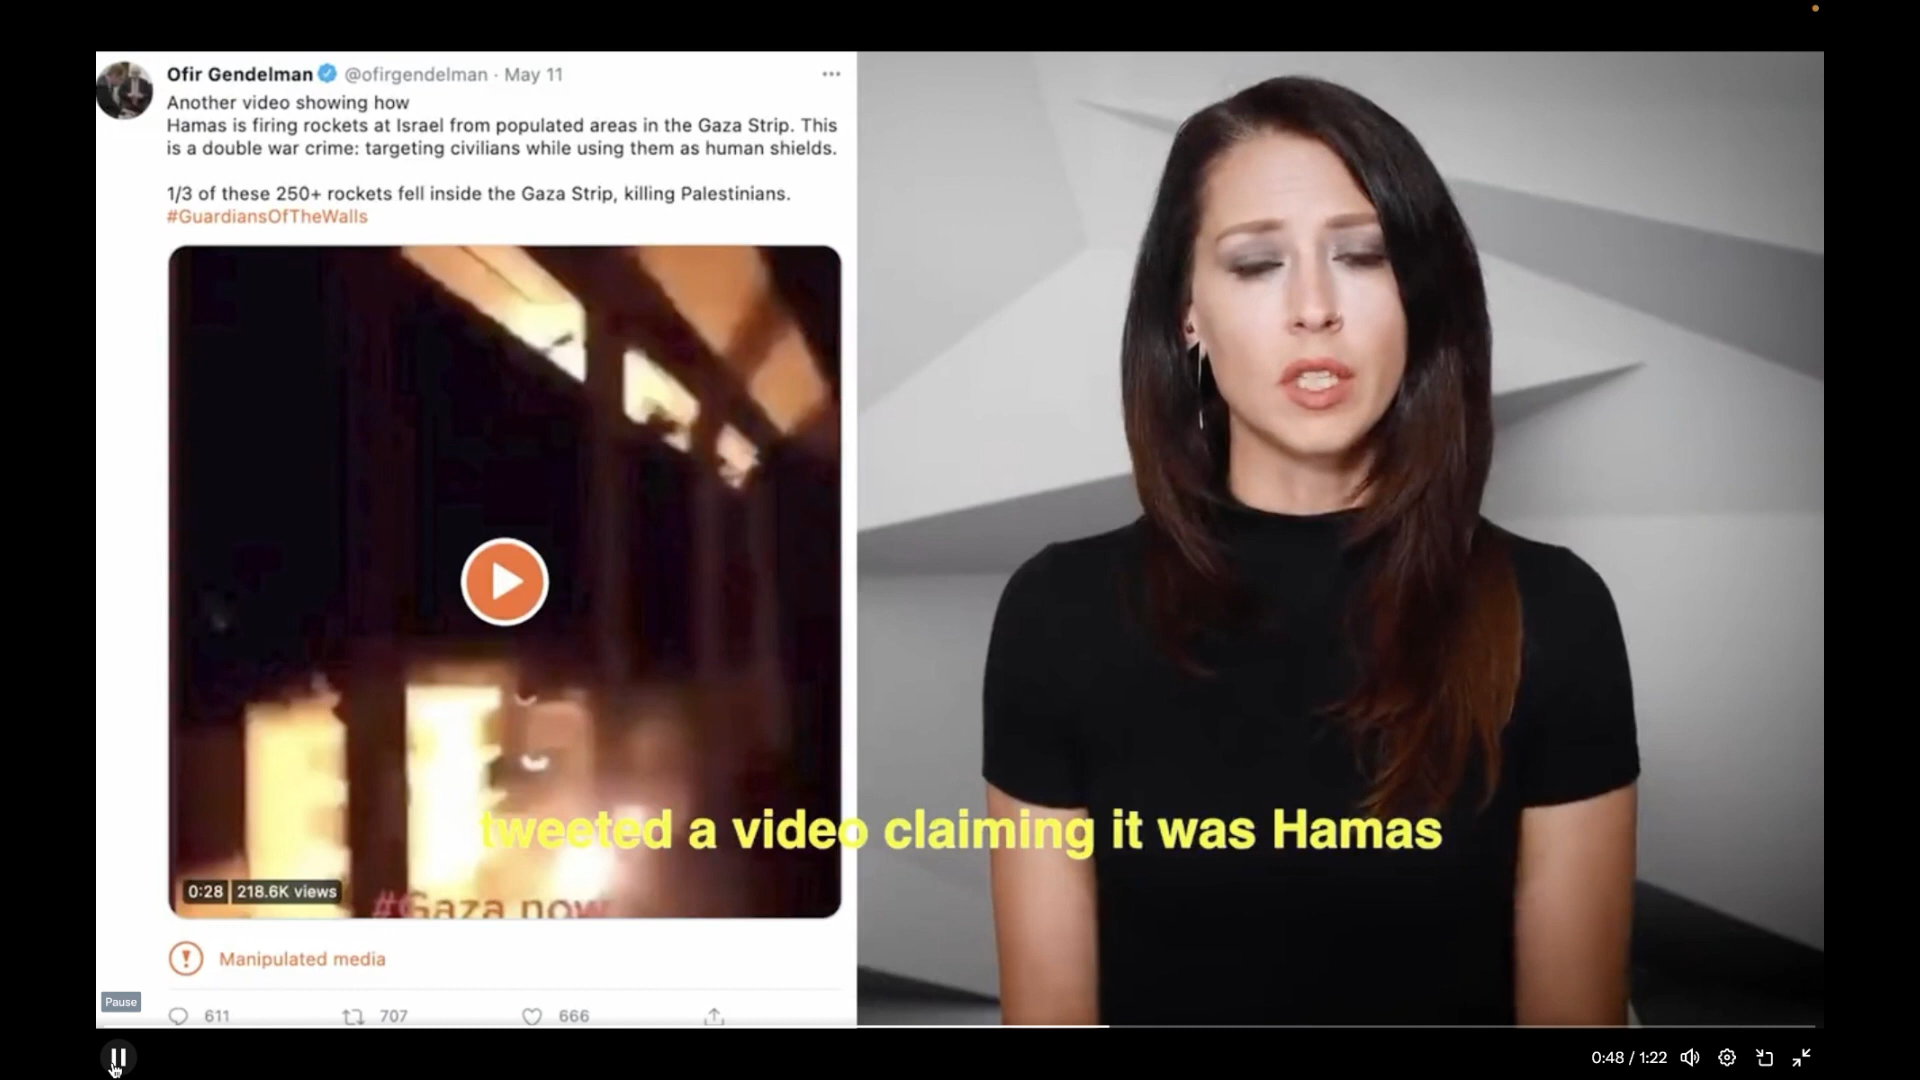 Ofir Gendelman @ofirgendelman · May 11
Another video showing how
Hamas is firing rockets at Israel from populated areas in the Gaza Strip. This
is a double war crime: targeting civilians while using them as human shields.
1/3 of these 250+ rockets fell inside the Gaza Strip, killing Palestinians.
#GuardiansOfTheWalls
tweeted a video claiming it was Hamas
0:28 218.6K views
#Gaza now
Manipulated media
Pause
611 707 666
0:48 / 1:22